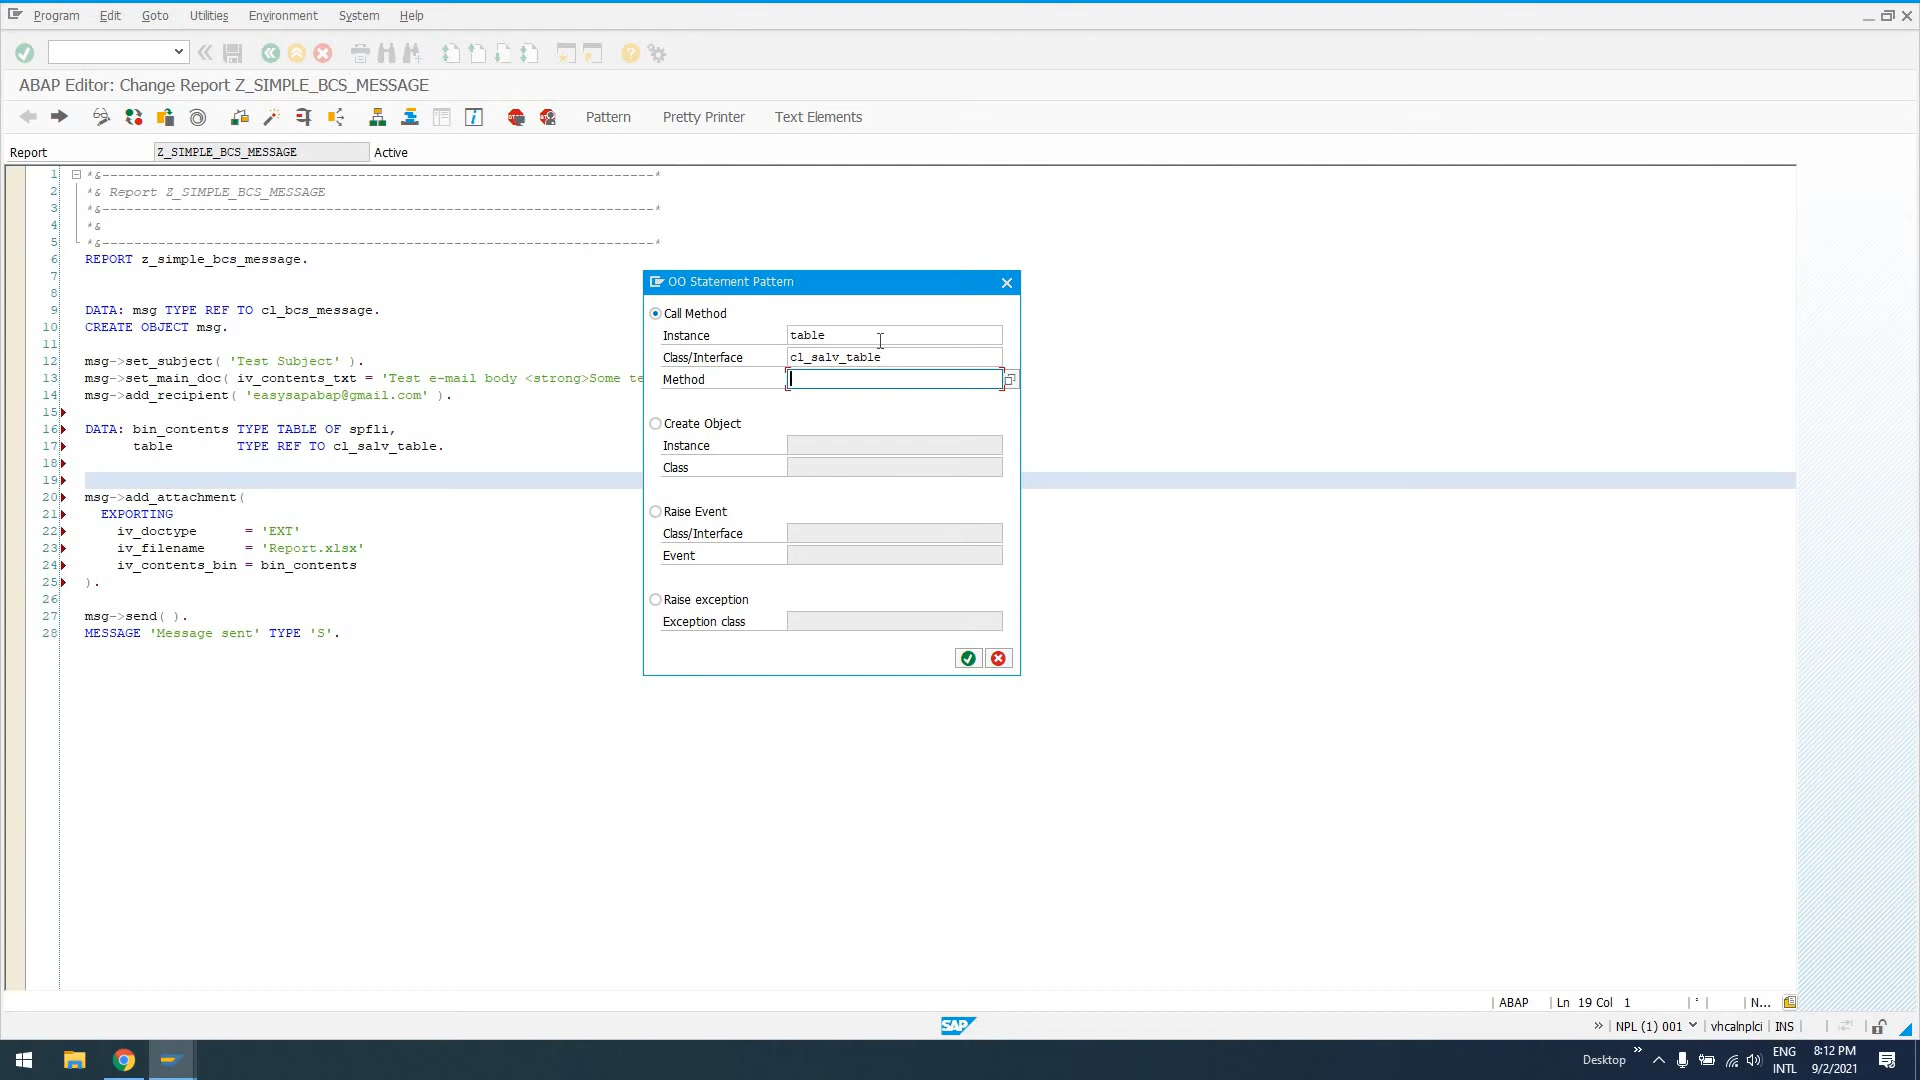 Program Edit Goto Utilities Environment System Help
ABAP Editor: Change Report Z_SIMPLE_BCS_MESSAGE
Pattern Pretty Printer Text Elements
Report Z_SIMPLE_BCS_MESSAGE Active
1 *&---------------------------------------------------------------------*
2 *& Report Z_SIMPLE_BCS_MESSAGE
3 *&---------------------------------------------------------------------*
4 *&
5 *&---------------------------------------------------------------------*
6 REPORT z_simple_bcs_message.
7
8
9 DATA: msg TYPE REF TO cl_bcs_message.
10 CREATE OBJECT msg.
11
12 msg->set_subject( 'Test Subject' ).
13 msg->set_main_doc( iv_contents_txt = 'Test e-mail body <strong>Some te
14 msg->add_recipient( 'easysapabap@gmail.com' ).
15
16 DATA: bin_contents TYPE TABLE OF spfli,
17 table TYPE REF TO cl_salv_table.
18
19
20 msg->add_attachment(
21 EXPORTING
22 iv_doctype = 'EXT'
23 iv_filename = 'Report.xlsx'
24 iv_contents_bin = bin_contents
25 ).
26
27 msg->send( ).
28 MESSAGE 'Message sent' TYPE 'S'.
OO Statement Pattern
Call Method
Instance table
Class/Interface cl_salv_table
Method
Create Object
Instance
Class
Raise Event
Class/Interface
Event
Raise exception
Exception class
ABAP Ln 19 Col 1 N...
SAP
» NPL (1) 001 vhcalnplci INS
Desktop » ENG INTL 8:12 PM 9/2/2021